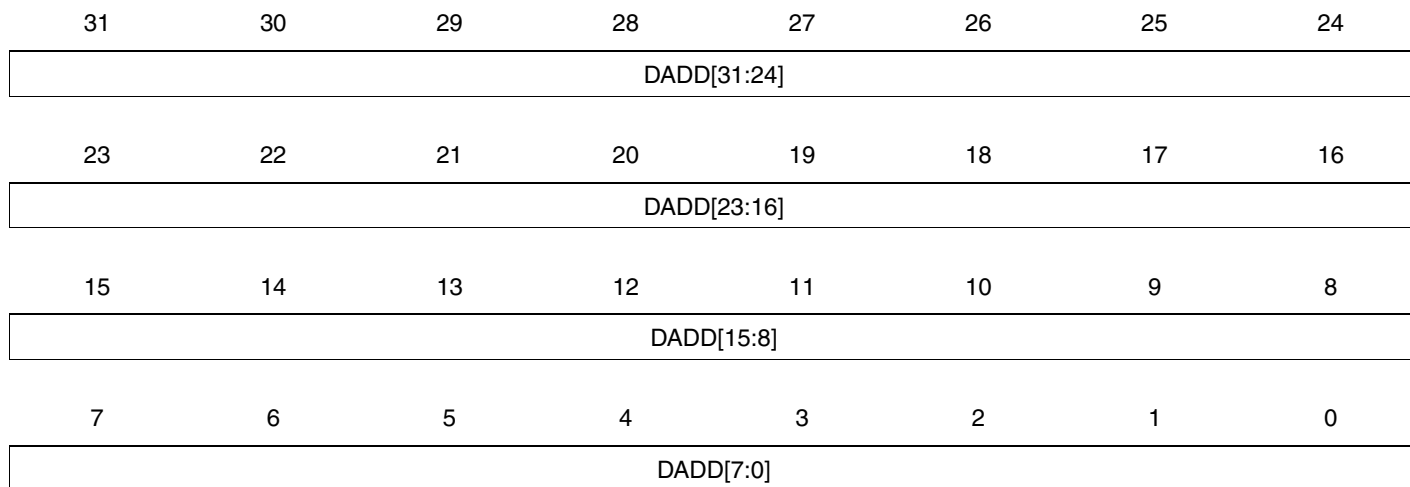 31 30 29 28 27 26 25 24
DADD[31:24]
23 22 21 20 19 18 17 16
DADD[23:16]
15 14 13 12 11 10 9 8
DADD[15:8]
7 6 5 4 3 2 1 0
DADD[7:0]